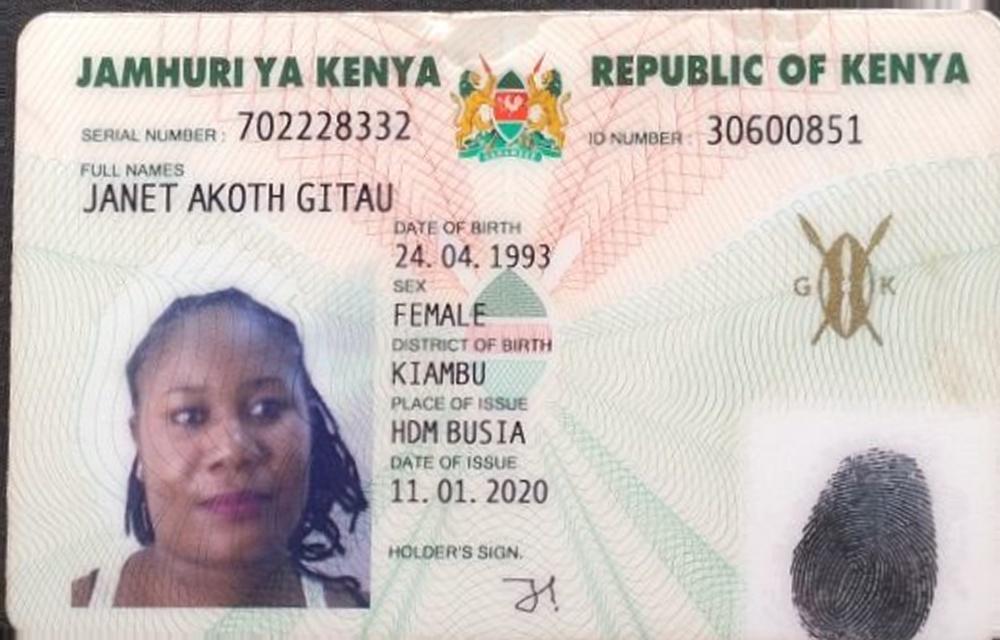 JAMHURI YA KENYA REPUBLIC OF KENYA
SERIAL NUMBER : 702228332 ID NUMBER : 30600851
FULL NAMES
JANET AKOTH GITAU
DATE OF BIRTH
24. 04. 1993
SEX
FEMALE
DISTRICT OF BIRTH
KIAMBU
PLACE OF ISSUE
HDM BUSIA
DATE OF ISSUE
11. 01. 2020
HOLDER'S SIGN.
G K